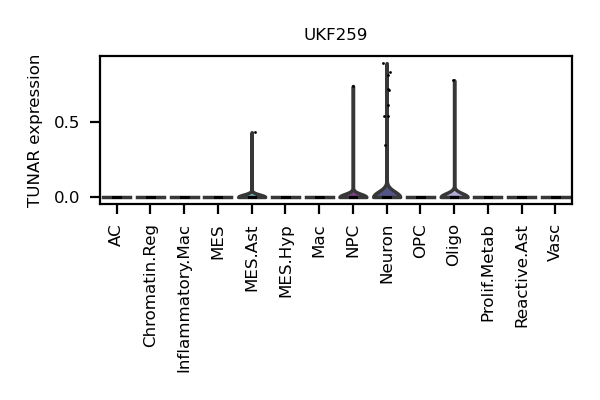 UKF259
TUNAR expression
0.5
0.0
AC
Chromatin.Reg
Inflammatory.Mac
MES
MES.Ast
MES.Hyp
Mac
NPC
Neuron
OPC
Oligo
Prolif.Metab
Reactive.Ast
Vasc